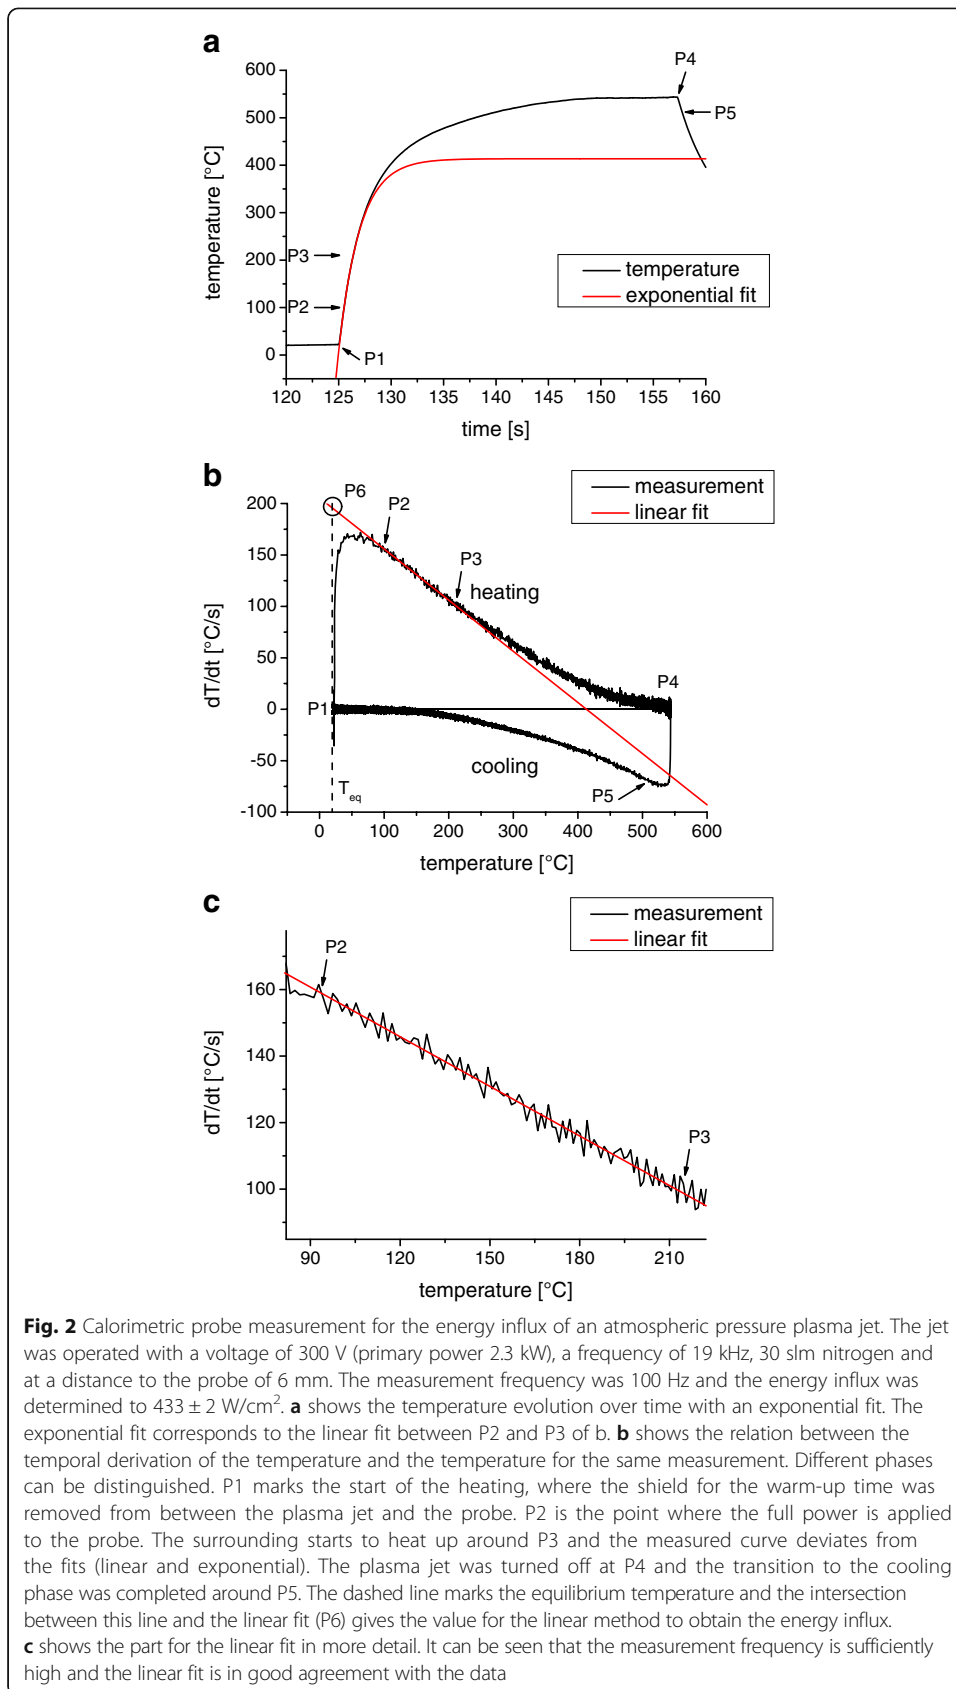 a
600
500
400
300
200
100
0
temperature [°C]
P4
P5
P3
P2
P1
temperature
exponential fit
120 125 130 135 140 145 150 155 160
time [s]
b
measurement
linear fit
200
150
100
50
0
-50
-100
dT/dt [°C/s]
P6
P2
P3
heating
P4
P1
cooling
P5
Teq
0 100 200 300 400 500 600
temperature [°C]
c
measurement
linear fit
160
140
120
100
dT/dt [°C/s]
P2
P3
90 120 150 180 210
temperature [°C]
Fig. 2 Calorimetric probe measurement for the energy influx of an atmospheric pressure plasma jet. The jet
was operated with a voltage of 300 V (primary power 2.3 kW), a frequency of 19 kHz, 30 slm nitrogen and
at a distance to the probe of 6 mm. The measurement frequency was 100 Hz and the energy influx was
determined to 433 ± 2 W/cm². a shows the temperature evolution over time with an exponential fit. The
exponential fit corresponds to the linear fit between P2 and P3 of b. b shows the relation between the
temporal derivation of the temperature and the temperature for the same measurement. Different phases
can be distinguished. P1 marks the start of the heating, where the shield for the warm-up time was
removed from between the plasma jet and the probe. P2 is the point where the full power is applied
to the probe. The surrounding starts to heat up around P3 and the measured curve deviates from
the fits (linear and exponential). The plasma jet was turned off at P4 and the transition to the cooling
phase was completed around P5. The dashed line marks the equilibrium temperature and the intersection
between this line and the linear fit (P6) gives the value for the linear method to obtain the energy influx.
c shows the part for the linear fit in more detail. It can be seen that the measurement frequency is sufficiently
high and the linear fit is in good agreement with the data